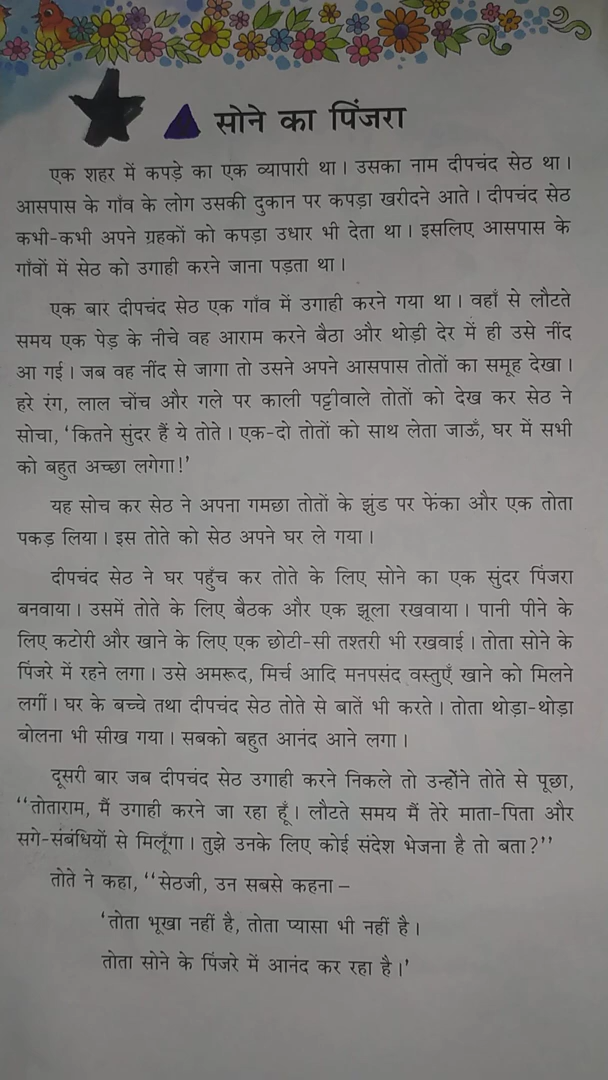 सोने का पिंजरा
एक शहर में कपड़े का एक व्यापारी था। उसका नाम दीपचंद सेठ था।
आसपास के गाँव के लोग उसकी दुकान पर कपड़ा खरीदने आते। दीपचंद सेठ
कभी-कभी अपने ग्रहकों को कपड़ा उधार भी देता था। इसलिए आसपास के
गाँवों में सेठ को उगाही करने जाना पड़ता था।
एक बार दीपचंद सेठ एक गाँव में उगाही करने गया था। वहाँ से लौटते
समय एक पेड़ के नीचे वह आराम करने बैठा और थोड़ी देर में ही उसे नींद
आ गई। जब वह नींद से जागा तो उसने अपने आसपास तोतों का समूह देखा।
हरे रंग, लाल चोंच और गले पर काली पट्टीवाले तोतों को देख कर सेठ ने
सोचा, ‘कितने सुंदर हैं ये तोते। एक-दो तोतों को साथ लेता जाऊँ, घर में सभी
को बहुत अच्छा लगेगा!’
यह सोच कर सेठ ने अपना गमछा तोतों के झुंड पर फेंका और एक तोता
पकड़ लिया। इस तोते को सेठ अपने घर ले गया।
दीपचंद सेठ ने घर पहुँच कर तोते के लिए सोने का एक सुंदर पिंजरा
बनवाया। उसमें तोते के लिए बैठक और एक झूला रखवाया। पानी पीने के
लिए कटोरी और खाने के लिए एक छोटी-सी तश्तरी भी रखवाई। तोता सोने के
पिंजरे में रहने लगा। उसे अमरूद, मिर्च आदि मनपसंद वस्तुएँ खाने को मिलने
लगीं। घर के बच्चे तथा दीपचंद सेठ तोते से बातें भी करते। तोता थोड़ा-थोड़ा
बोलना भी सीख गया। सबको बहुत आनंद आने लगा।
दूसरी बार जब दीपचंद सेठ उगाही करने निकले तो उन्होंने तोते से पूछा,
‘‘तोताराम, मैं उगाही करने जा रहा हूँ। लौटते समय मैं तेरे माता-पिता और
सगे-संबंधियों से मिलूँगा। तुझे उनके लिए कोई संदेश भेजना है तो बता?’’
तोते ने कहा, ‘‘सेठजी, उन सबसे कहना –
‘तोता भूखा नहीं है, तोता प्यासा भी नहीं है।
तोता सोने के पिंजरे में आनंद कर रहा है।’